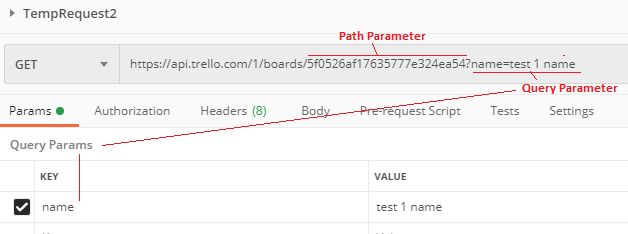 TempRequest2
Path Parameter
GET https://api.trello.com/1/boards/5f0526af17635777e324ea54?name=test 1 name
Query Parameter
Params Authorization Headers (8) Body Pre-request Script Tests Settings
Query Params
KEY VALUE
name test 1 name